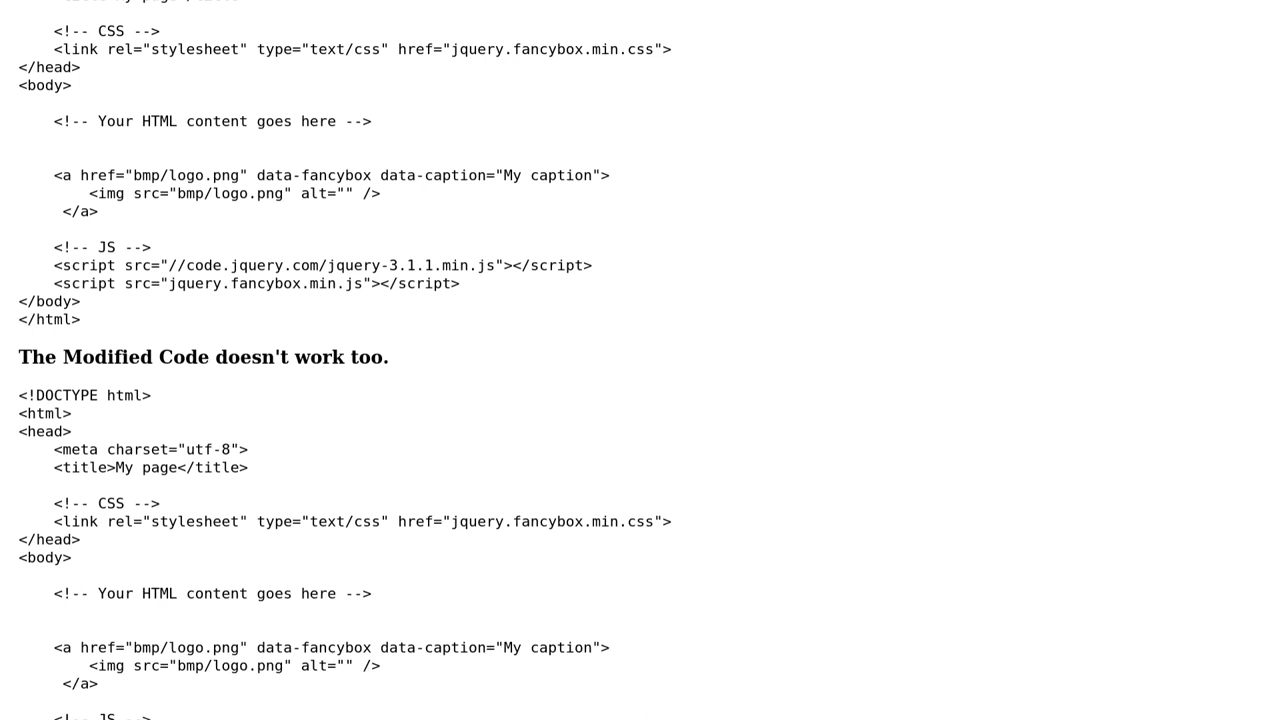 <!-- CSS -->
    <link rel="stylesheet" type="text/css" href="jquery.fancybox.min.css">
</head>
<body>
    <!-- Your HTML content goes here -->
    <a href="bmp/logo.png" data-fancybox data-caption="My caption">
        <img src="bmp/logo.png" alt="" />
     </a>
    <!-- JS -->
    <script src="//code.jquery.com/jquery-3.1.1.min.js"></script>
    <script src="jquery.fancybox.min.js"></script>
</body>
</html>
The Modified Code doesn't work too.
<!DOCTYPE html>
<html>
<head>
    <meta charset="utf-8">
    <title>My page</title>
    <!-- CSS -->
    <link rel="stylesheet" type="text/css" href="jquery.fancybox.min.css">
</head>
<body>
    <!-- Your HTML content goes here -->
    <a href="bmp/logo.png" data-fancybox data-caption="My caption">
        <img src="bmp/logo.png" alt="" />
     </a>
    <!-- JS -->